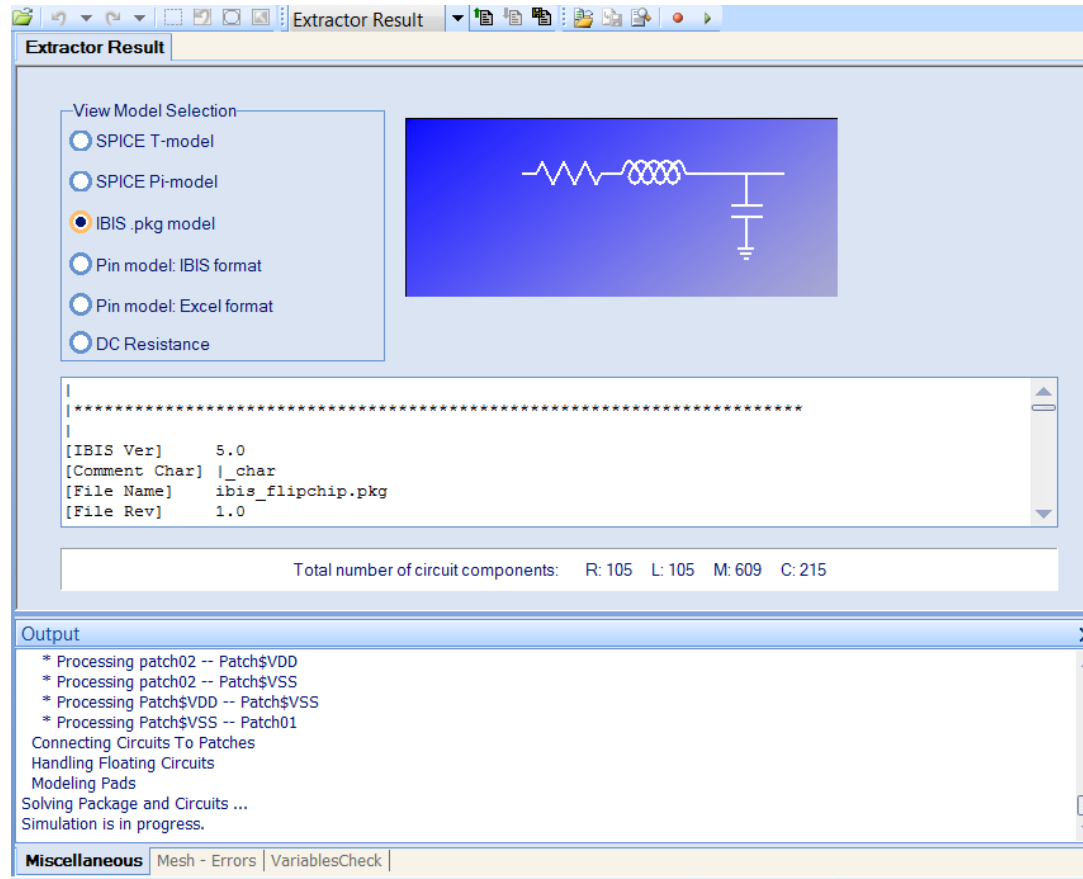 Extractor Result
Extractor Result
View Model Selection
SPICE T-model
SPICE Pi-model
IBIS .pkg model
Pin model: IBIS format
Pin model: Excel format
DC Resistance
|
|************************************************************************
|
[IBIS Ver] 5.0
[Comment Char] |_char
[File Name] ibis_flipchip.pkg
[File Rev] 1.0
Total number of circuit components: R: 105 L: 105 M: 609 C: 215
Output
* Processing patch02 -- Patch$VDD
* Processing patch02 -- Patch$VSS
* Processing Patch$VDD -- Patch$VSS
* Processing Patch$VSS -- Patch01
Connecting Circuits To Patches
Handling Floating Circuits
Modeling Pads
Solving Package and Circuits ...
Simulation is in progress.
Miscellaneous Mesh - Errors VariablesCheck